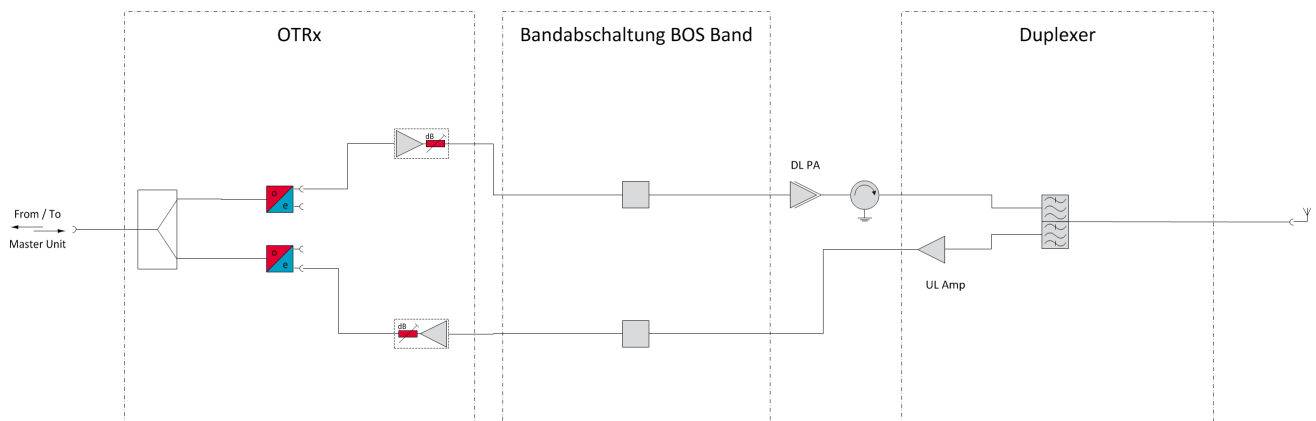 OTRx
Bandabschaltung BOS Band
Duplexer
dB
DL PA
From / To
Master Unit
o
e
o
e
UL Amp
dB